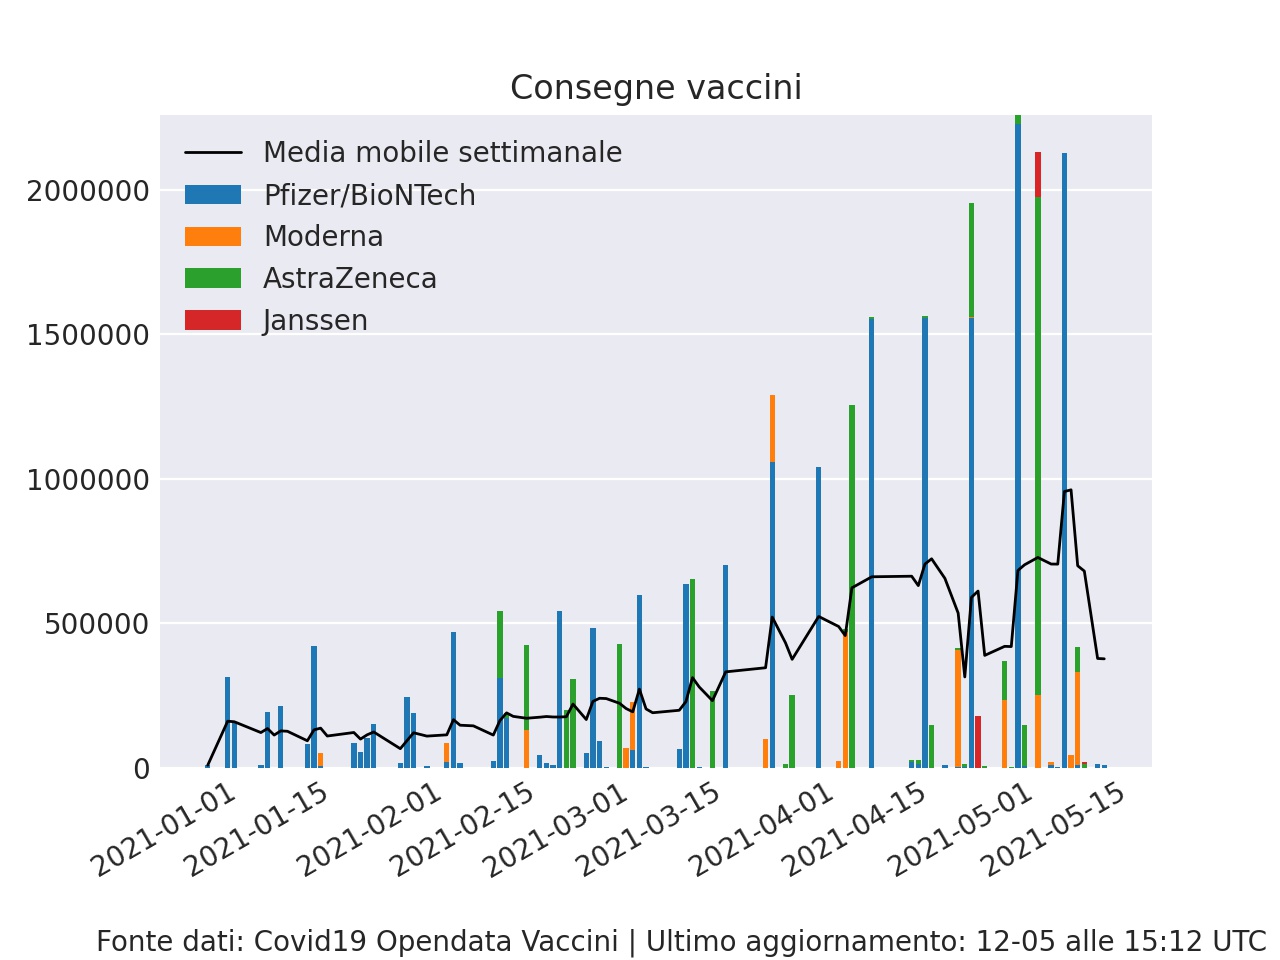 Consegne vaccini
Media mobile settimanale
Pfizer/BioNTech
Moderna
AstraZeneca
Janssen
2000000
1500000
1000000
500000
0
2021-01-01
2021-01-15
2021-02-01
2021-02-15
2021-03-01
2021-03-15
2021-04-01
2021-04-15
2021-05-01
2021-05-15
Fonte dati: Covid19 Opendata Vaccini | Ultimo aggiornamento: 12-05 alle 15:12 UTC